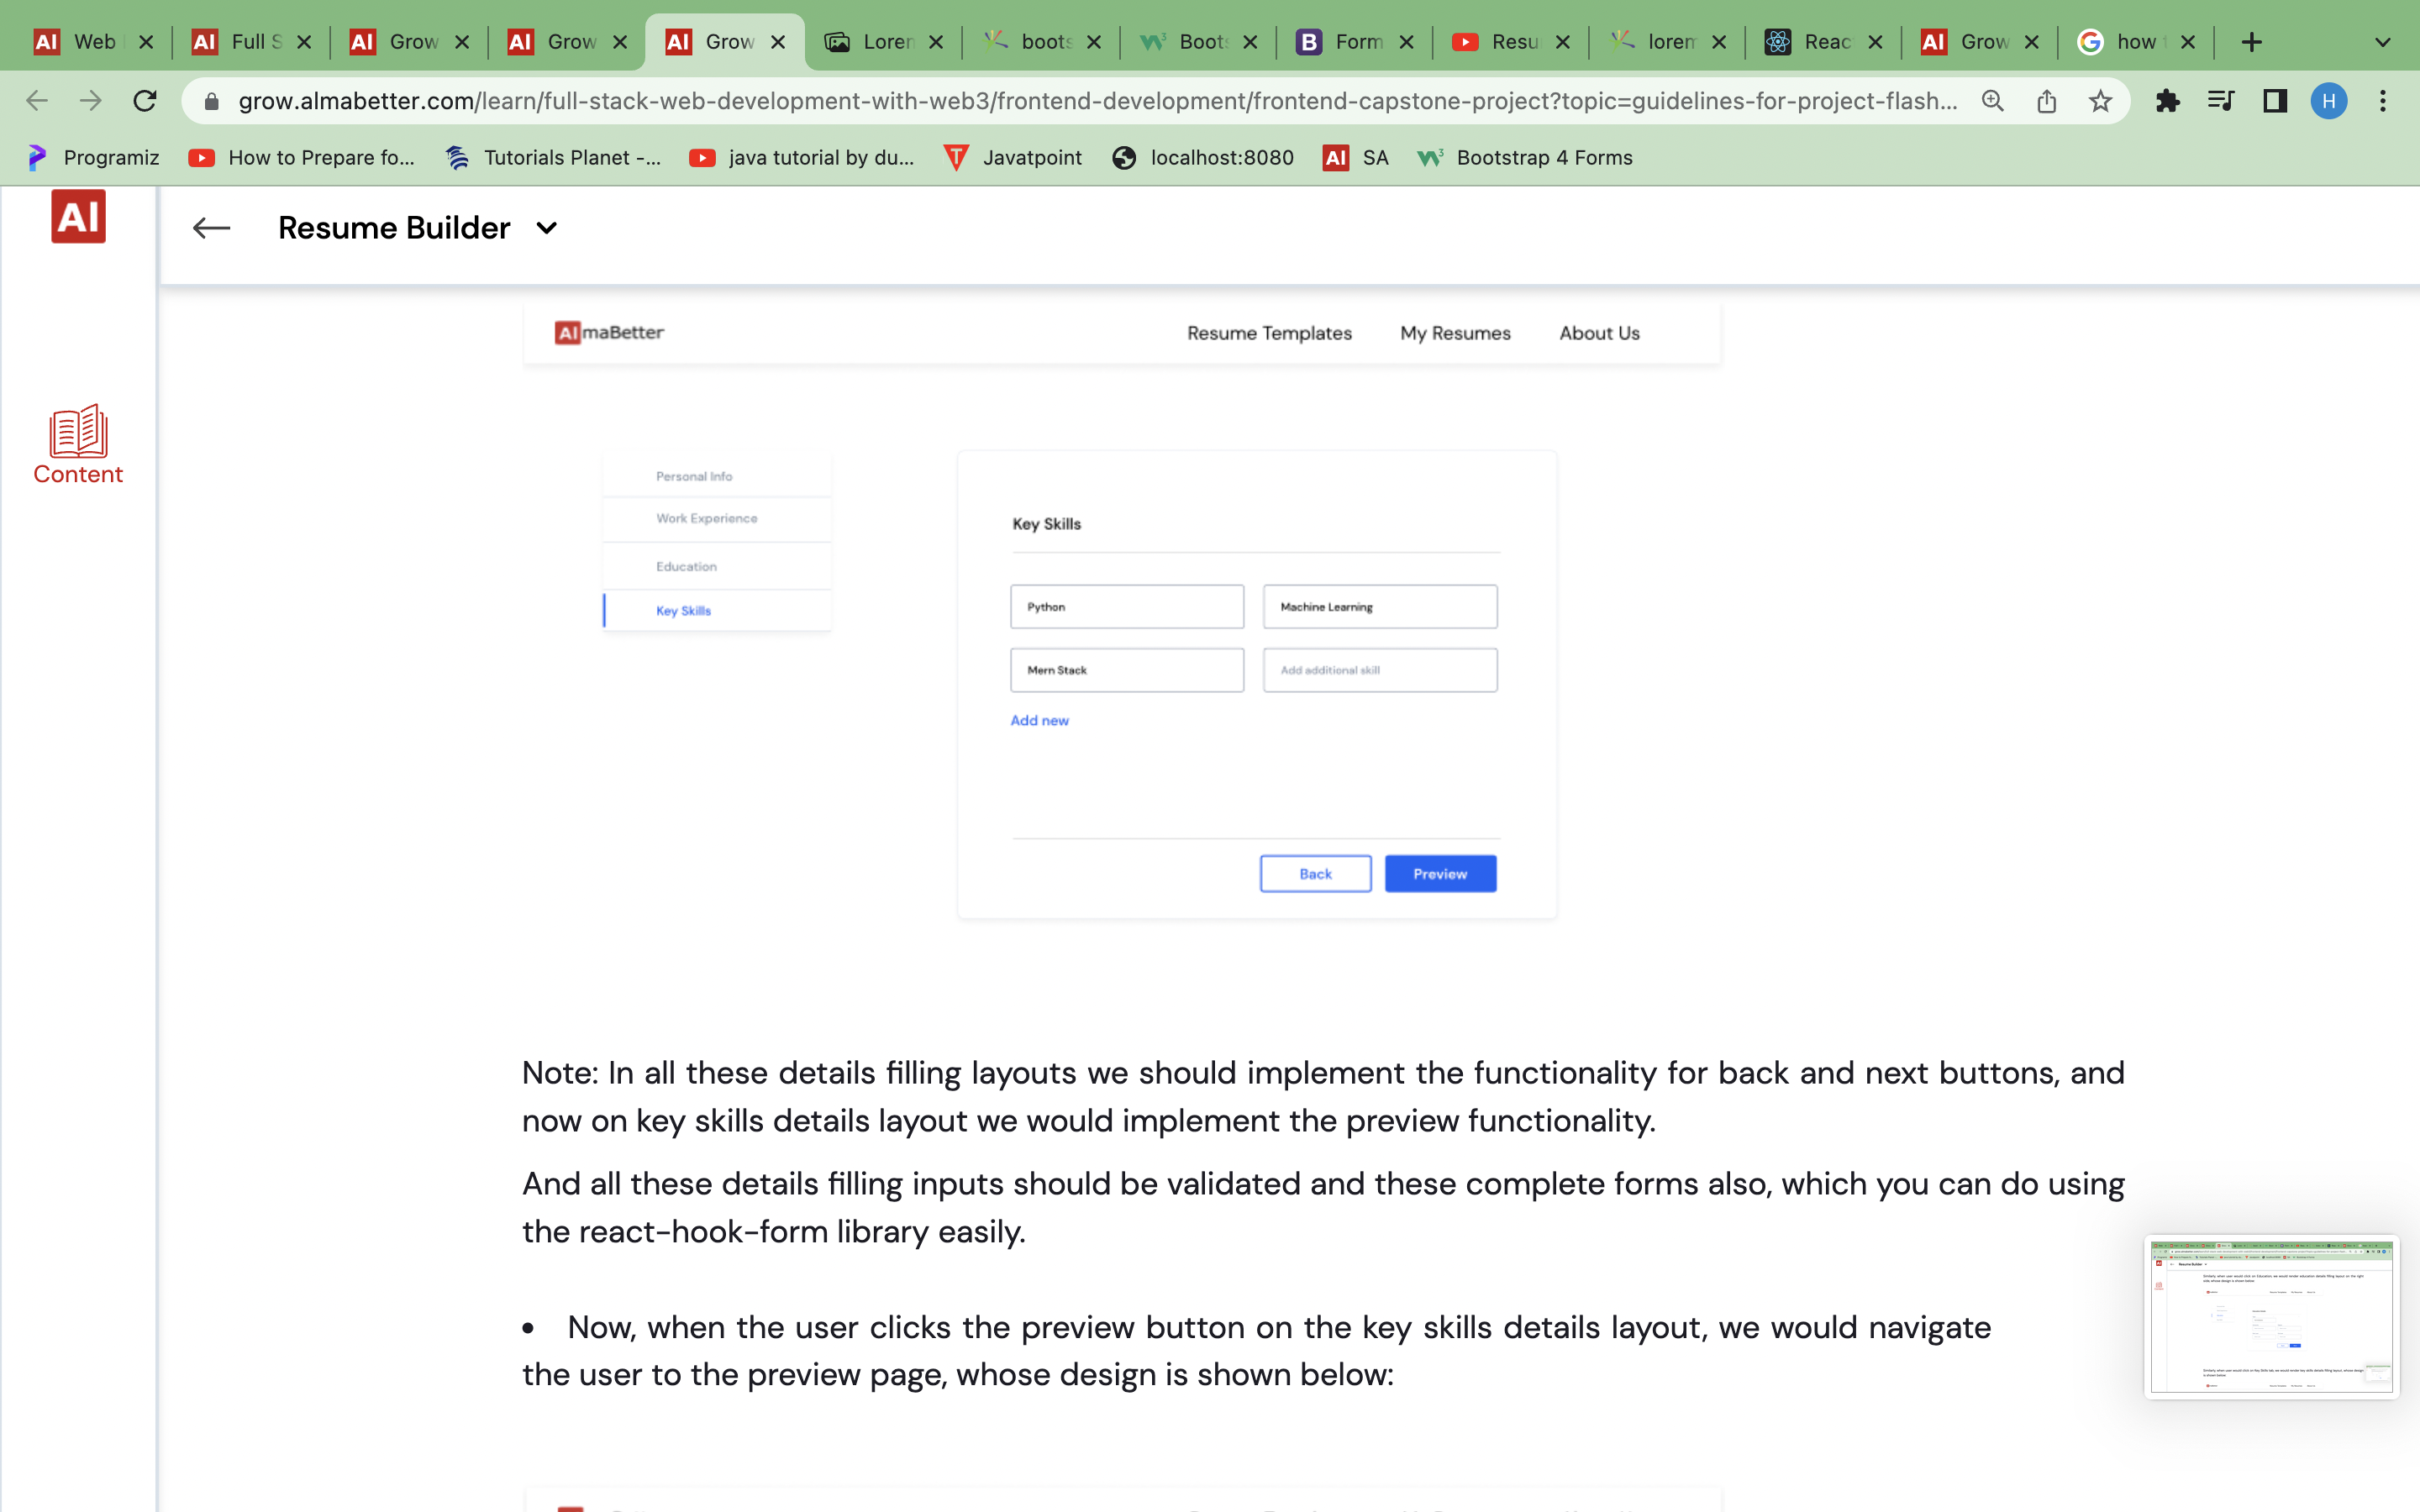 Web
Full S
Grow
Grow
Grow
Loren
boots
Boots
Form
Resu
lorem
Reac
Grow
how
grow.almabetter.com/learn/full-stack-web-development-with-web3/frontend-development/frontend-capstone-project?topic=guidelines-for-project-flash...
H
Programiz
How to Prepare fo...
Tutorials Planet -...
java tutorial by du...
Javatpoint
localhost:8080
AI SA
Bootstrap 4 Forms
AI
Resume Builder
Content
AlmaBetter
Resume Templates My Resumes About Us
Personal Info
Work Experience
Education
Key Skills
Key Skills
Python
Machine Learning
Mern Stack
Add additional skill
Add new
Back
Preview
Note: In all these details filling layouts we should implement the functionality for back and next buttons, and
now on key skills details layout we would implement the preview functionality.
And all these details filling inputs should be validated and these complete forms also, which you can do using
the react-hook-form library easily.
• Now, when the user clicks the preview button on the key skills details layout, we would navigate
the user to the preview page, whose design is shown below: